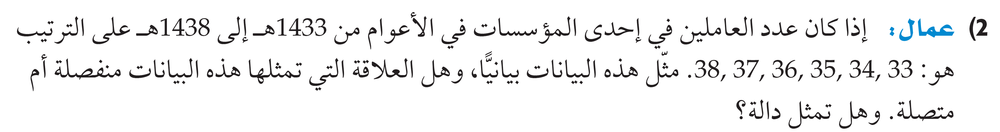 2) عمال: إذا كان عدد العاملين في إحدى المؤسسات في الأعوام من 1433هـ إلى 1438هـ على الترتيب
هو: 33 ,34 ,35 ,36 ,37 ,38. مثّل هذه البيانات بيانيًّا، وهل العلاقة التي تمثلها هذه البيانات منفصلة أم
متصلة. وهل تمثل دالة؟